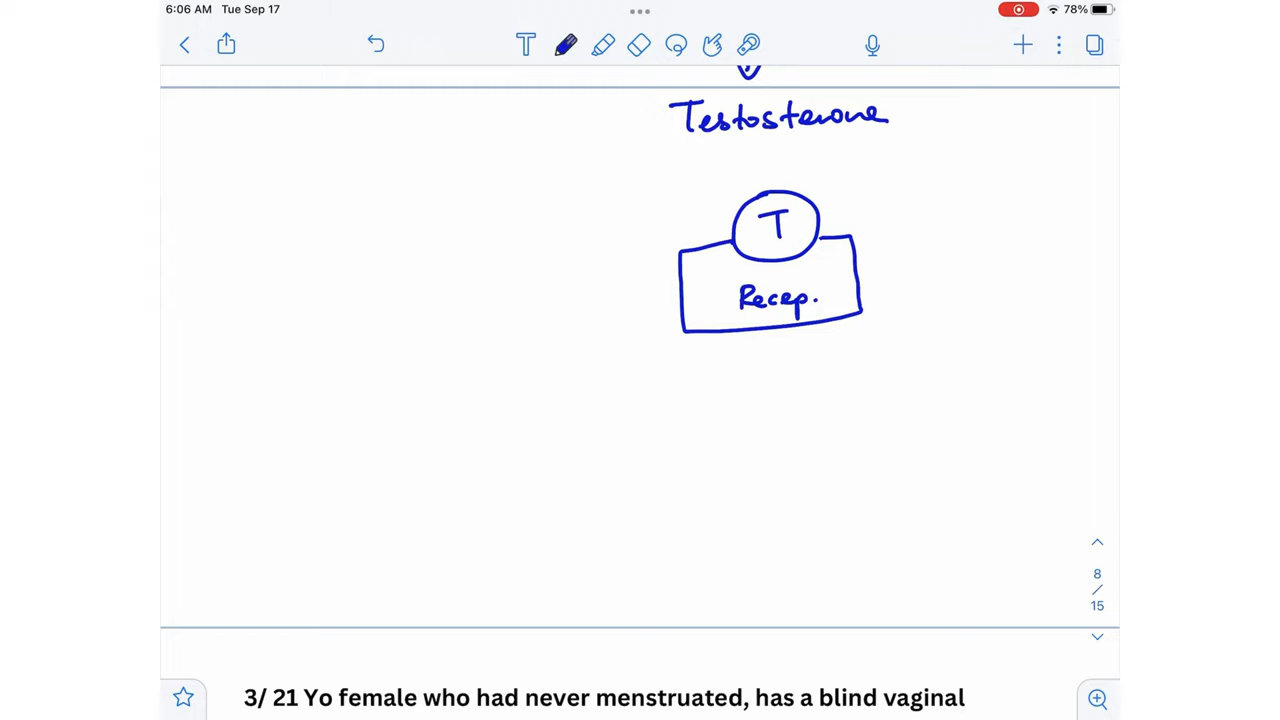 6:06 AM Tue Sep 17
78%
T
Testosterone
T
Recep.
8
/
15
3/ 21 Yo female who had never menstruated, has a blind vaginal